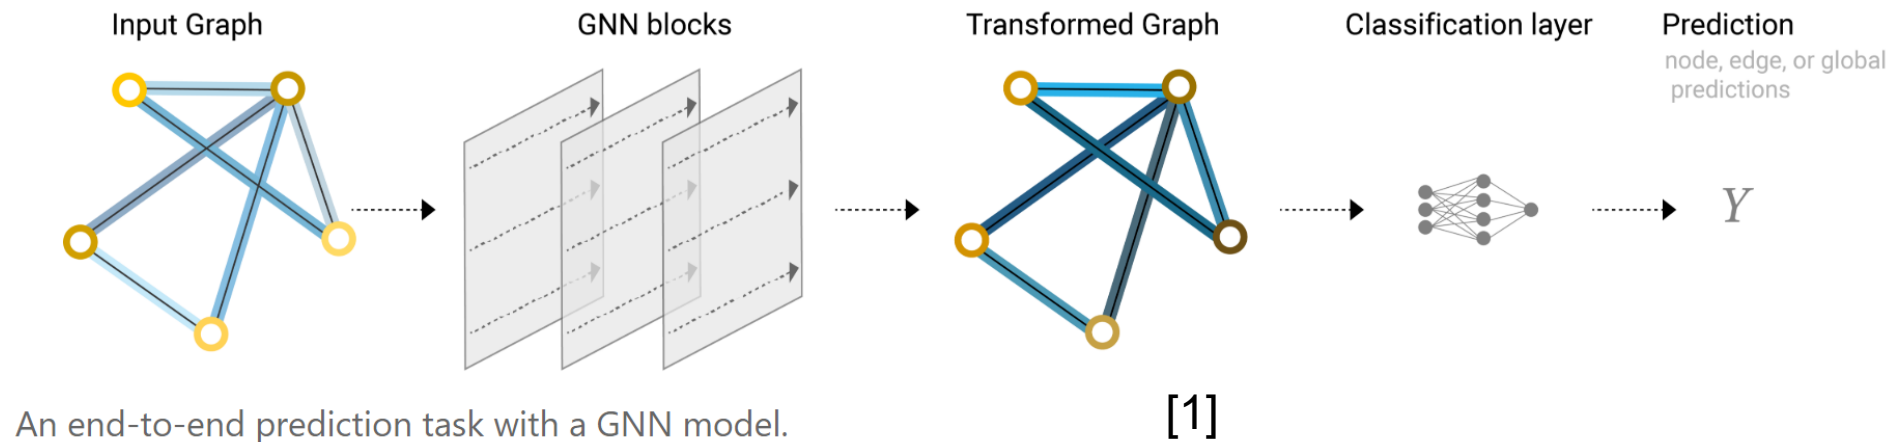 Input Graph
GNN blocks
Transformed Graph
Classification layer
Prediction
node, edge, or global
predictions
Y
An end-to-end prediction task with a GNN model.
[1]